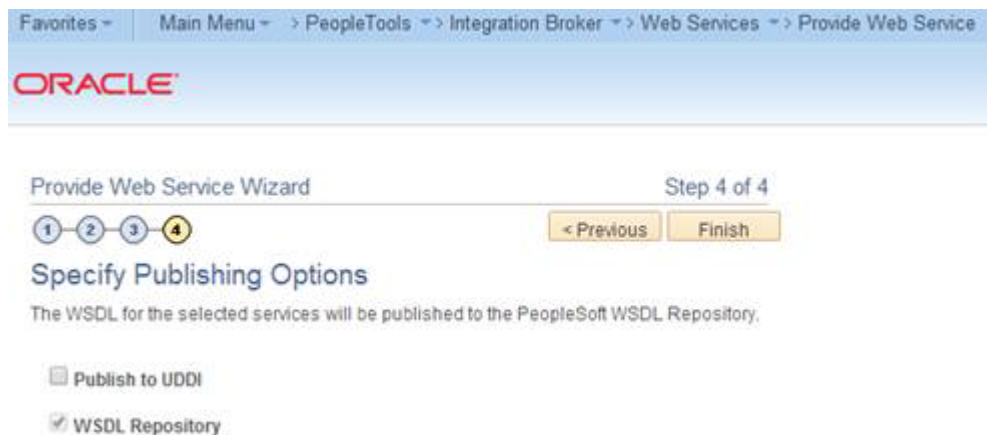 Favorites Main Menu > PeopleTools > Integration Broker > Web Services > Provide Web Service
ORACLE
Provide Web Service Wizard Step 4 of 4
1 2 3 4 < Previous Finish
Specify Publishing Options
The WSDL for the selected services will be published to the PeopleSoft WSDL Repository.
Publish to UDDI
WSDL Repository